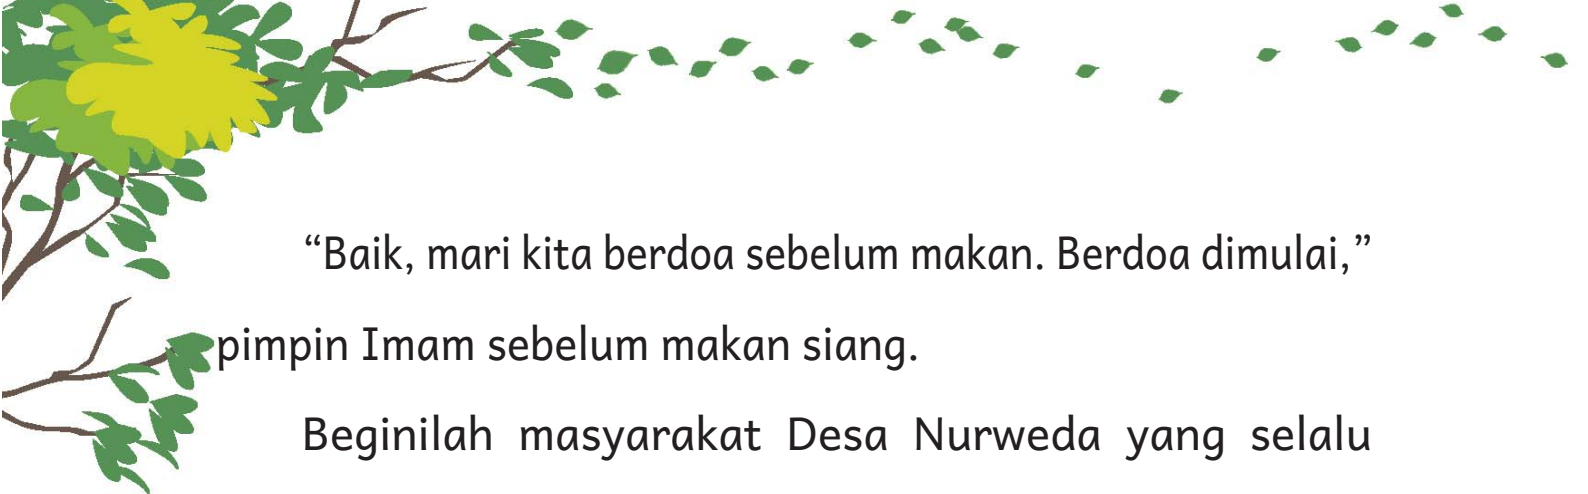 “Baik, mari kita berdoa sebelum makan. Berdoa dimulai,”
pimpin Imam sebelum makan siang.
Beginilah masyarakat Desa Nurweda yang selalu